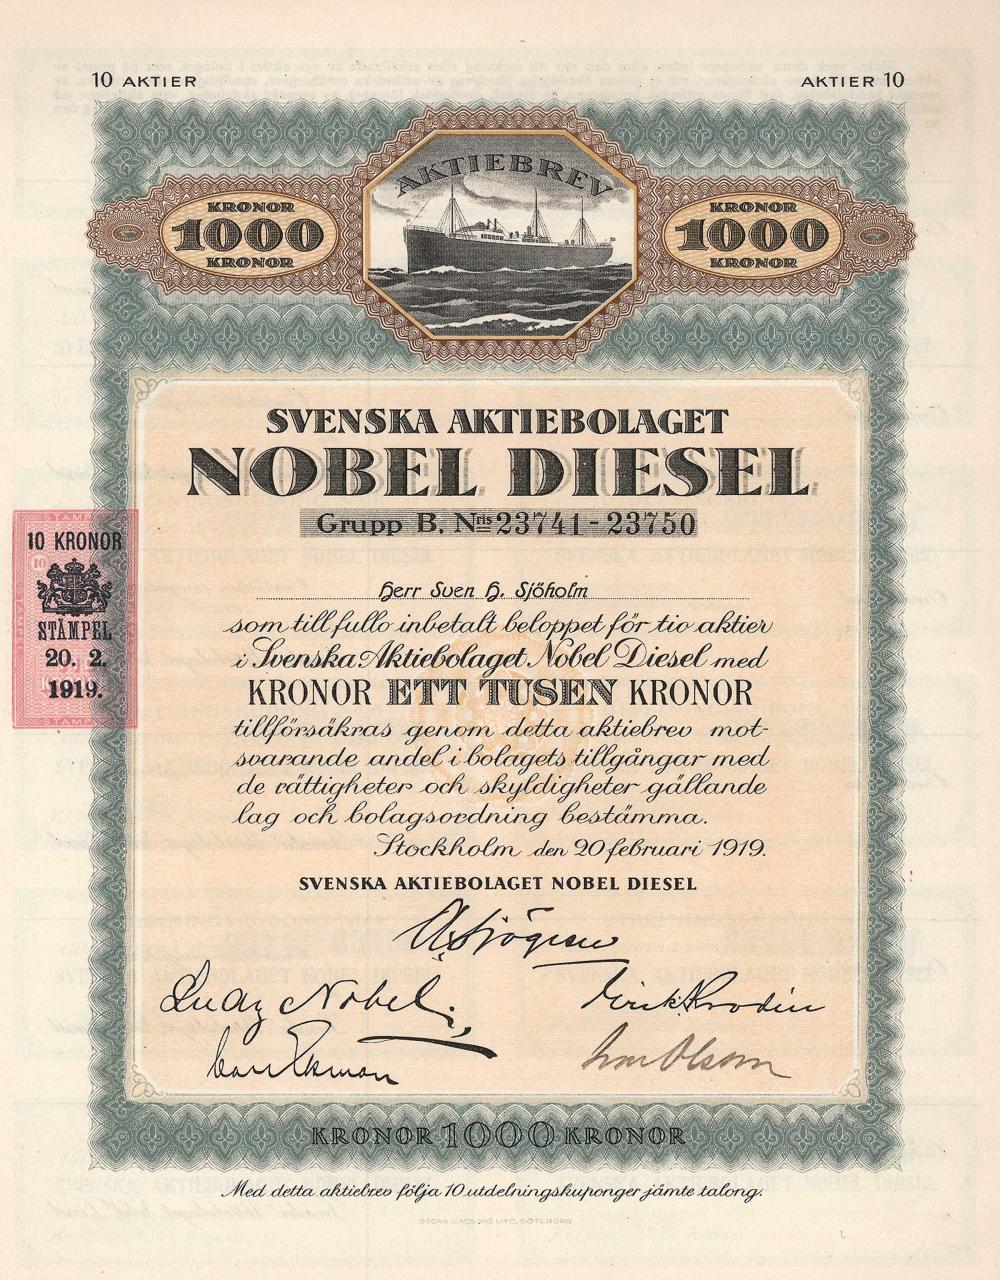 10 AKTIER
AKTIER 10
AKTIEBREV
KRONOR
1000
KRONOR
KRONOR
1000
KRONOR
SVENSKA AKTIEBOLAGET
NOBEL DIESEL
Grupp B. Nris 23741-23750
STAMPEL
10 KRONOR
10
STÄMPEL
20. 2.
1919.
Herr Sven H. Sjöholm
som till fullo inbetalt beloppet för tio aktier
i Svenska Aktiebolaget Nobel Diesel med
KRONOR ETT TUSEN KRONOR
tillförsäkras genom detta aktiebrev mot-
svarande andel i bolagets tillgångar med
de rättigheter och skyldigheter gällande
lag och bolagsordning bestämma.
Stockholm den 20 februari 1919.
SVENSKA AKTIEBOLAGET NOBEL DIESEL
Nobel
KRONOR 1000 KRONOR
Med detta aktiebrev följa 10 utdelningskuponger jämte talong.
GÖTEBORG